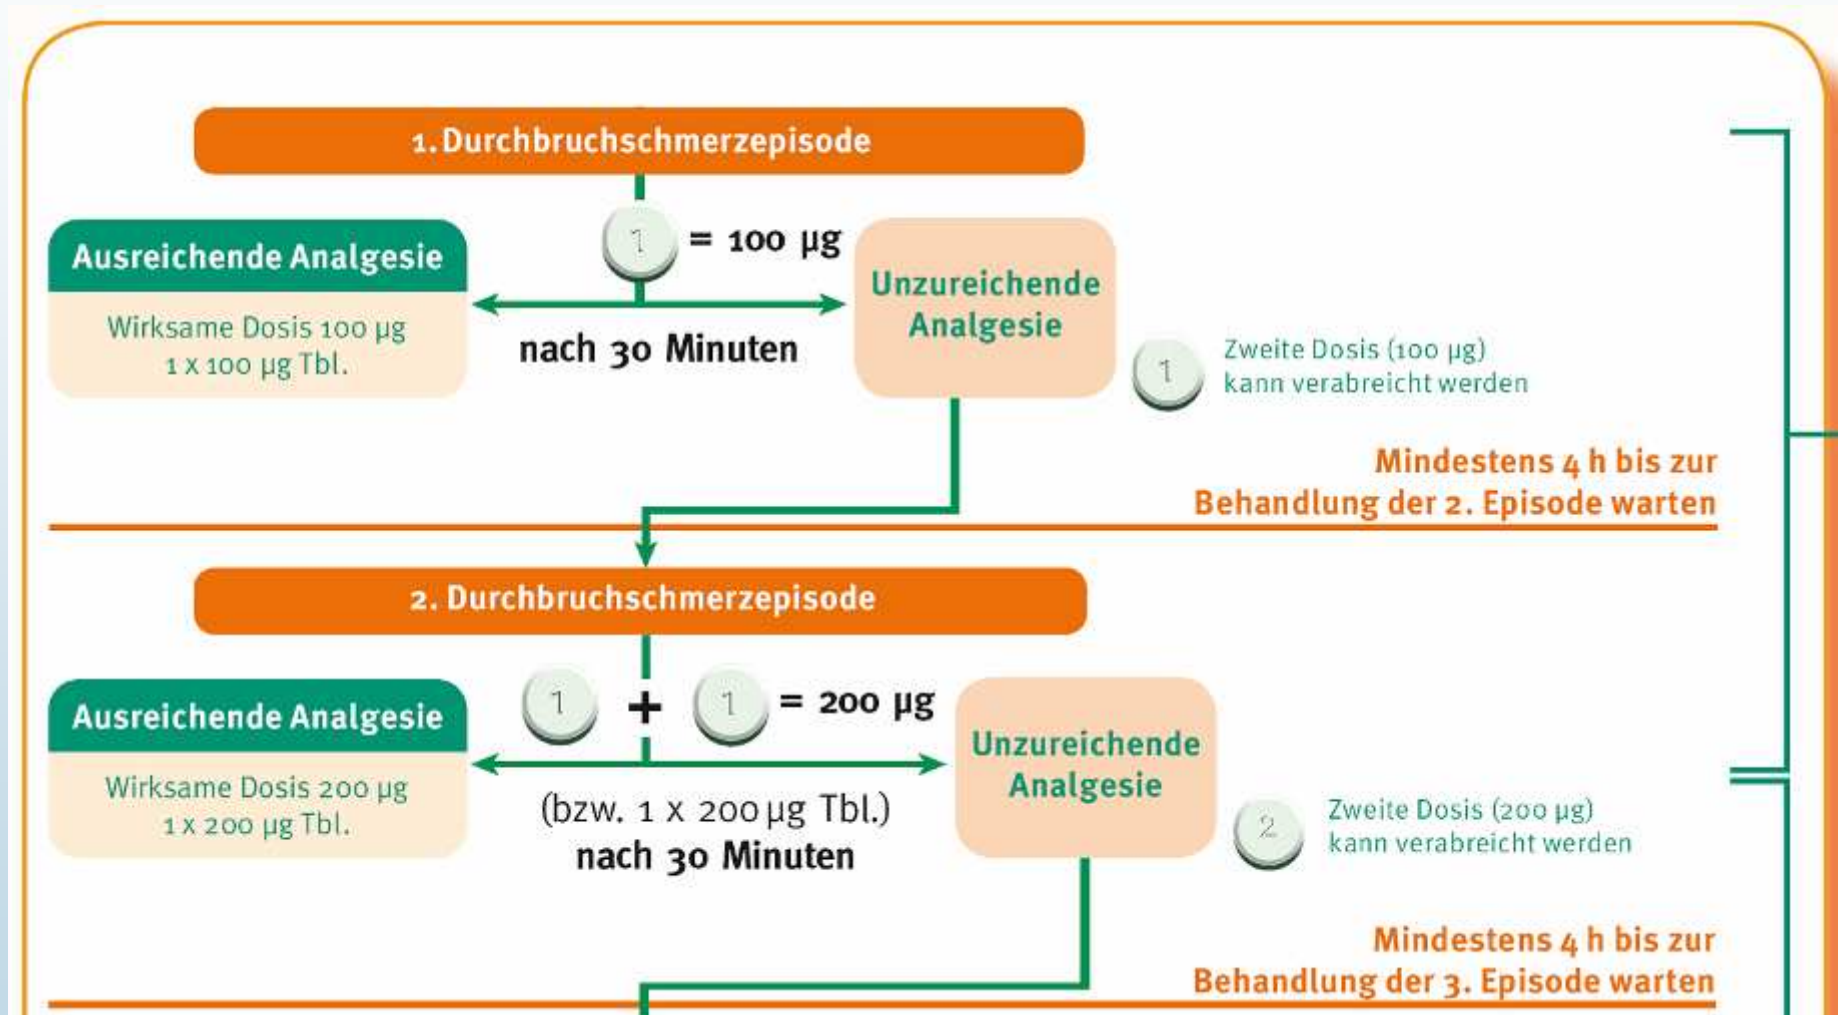 1. Durchbruchschmerzepisode
1 = 100 µg
Ausreichende Analgesie
Wirksame Dosis 100 µg
1 x 100 µg Tbl.
nach 30 Minuten
Unzureichende
Analgesie
1
Zweite Dosis (100 µg)
kann verabreicht werden
Mindestens 4 h bis zur
Behandlung der 2. Episode warten
2. Durchbruchschmerzepisode
1 + 1 = 200 µg
Ausreichende Analgesie
Wirksame Dosis 200 µg
1 x 200 µg Tbl.
(bzw. 1 x 200 µg Tbl.)
nach 30 Minuten
Unzureichende
Analgesie
2
Zweite Dosis (200 µg)
kann verabreicht werden
Mindestens 4 h bis zur
Behandlung der 3. Episode warten